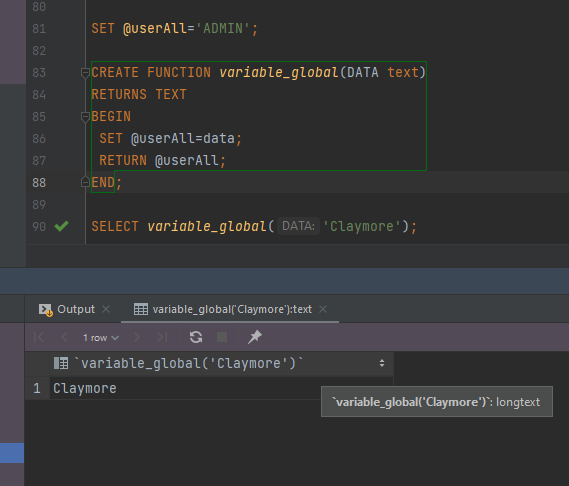 80
81 SET @userAll='ADMIN';
82
83 CREATE FUNCTION variable_global(DATA text)
84 RETURNS TEXT
85 BEGIN
86 SET @userAll=data;
87 RETURN @userAll;
88 END;
89
90 SELECT variable_global( DATA: 'Claymore');
Output
variable_global('Claymore'):text
1 row
`variable_global('Claymore')`
1 Claymore
`variable_global('Claymore')`: longtext